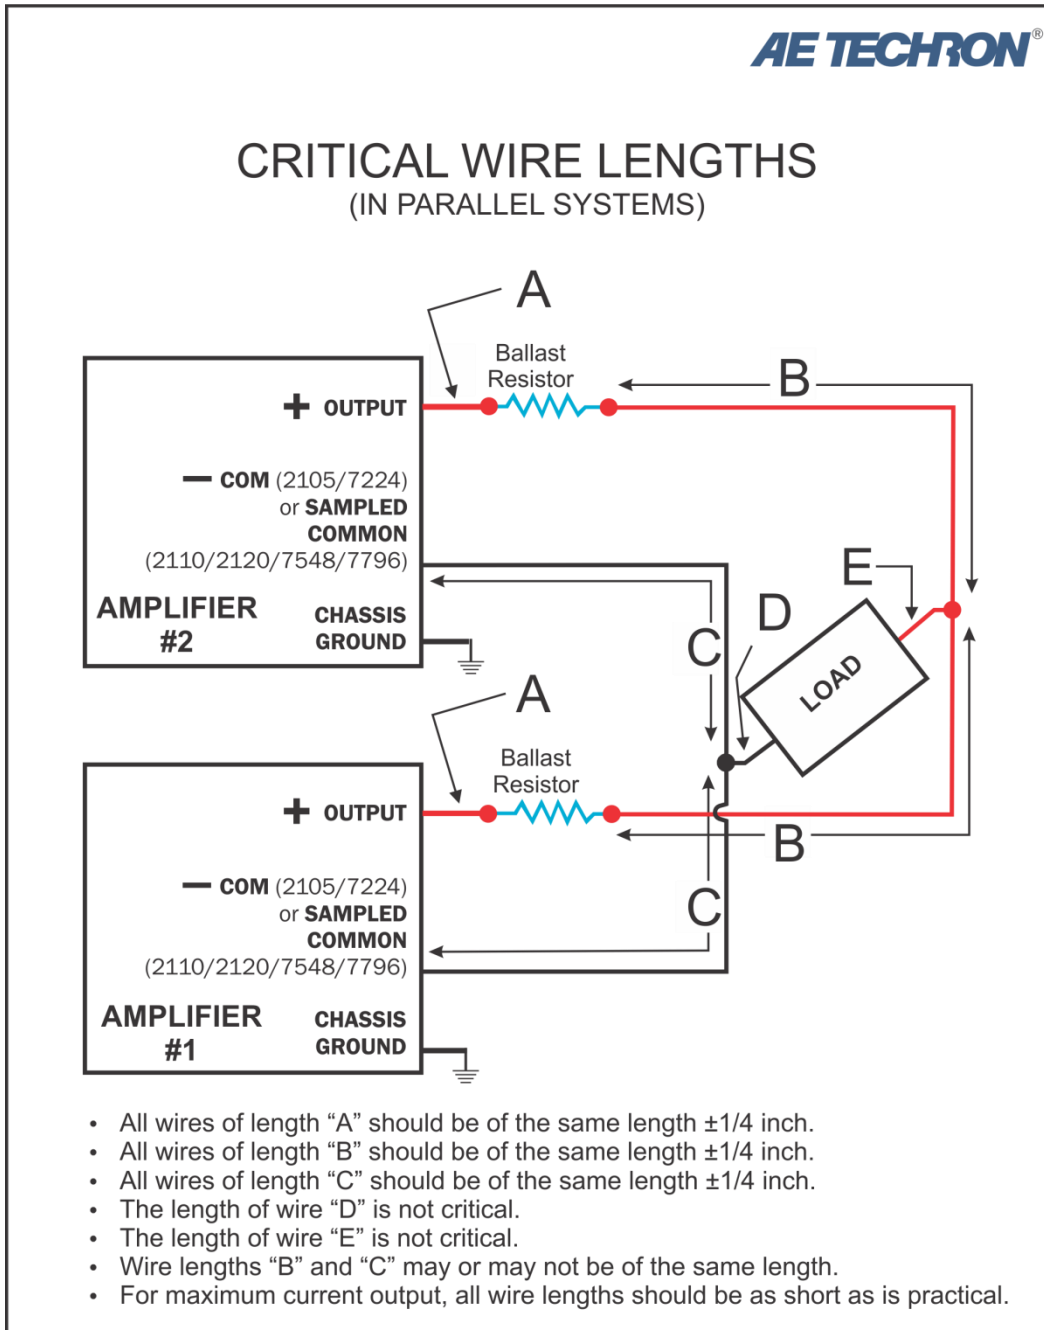 AE TECHRON®
CRITICAL WIRE LENGTHS
(IN PARALLEL SYSTEMS)
A
Ballast
Resistor
B
+ OUTPUT
— COM (2105/7224)
or SAMPLED
COMMON
(2110/2120/7548/7796)
AMPLIFIER
#2
CHASSIS
GROUND
E
D
C
LOAD
A
Ballast
Resistor
B
+ OUTPUT
— COM (2105/7224)
or SAMPLED
COMMON
(2110/2120/7548/7796)
C
AMPLIFIER
#1
CHASSIS
GROUND
• All wires of length “A” should be of the same length ±1/4 inch.
• All wires of length “B” should be of the same length ±1/4 inch.
• All wires of length “C” should be of the same length ±1/4 inch.
• The length of wire “D” is not critical.
• The length of wire “E” is not critical.
• Wire lengths “B” and “C” may or may not be of the same length.
• For maximum current output, all wire lengths should be as short as is practical.